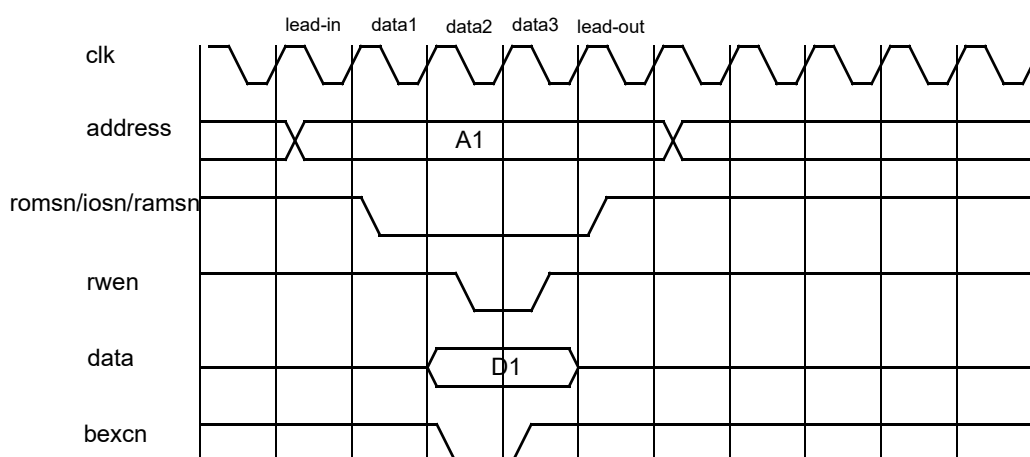 lead-in data1 data2 data3 lead-out
clk
address A1
romsn/iosn/ramsn
rwen
data D1
bexcn